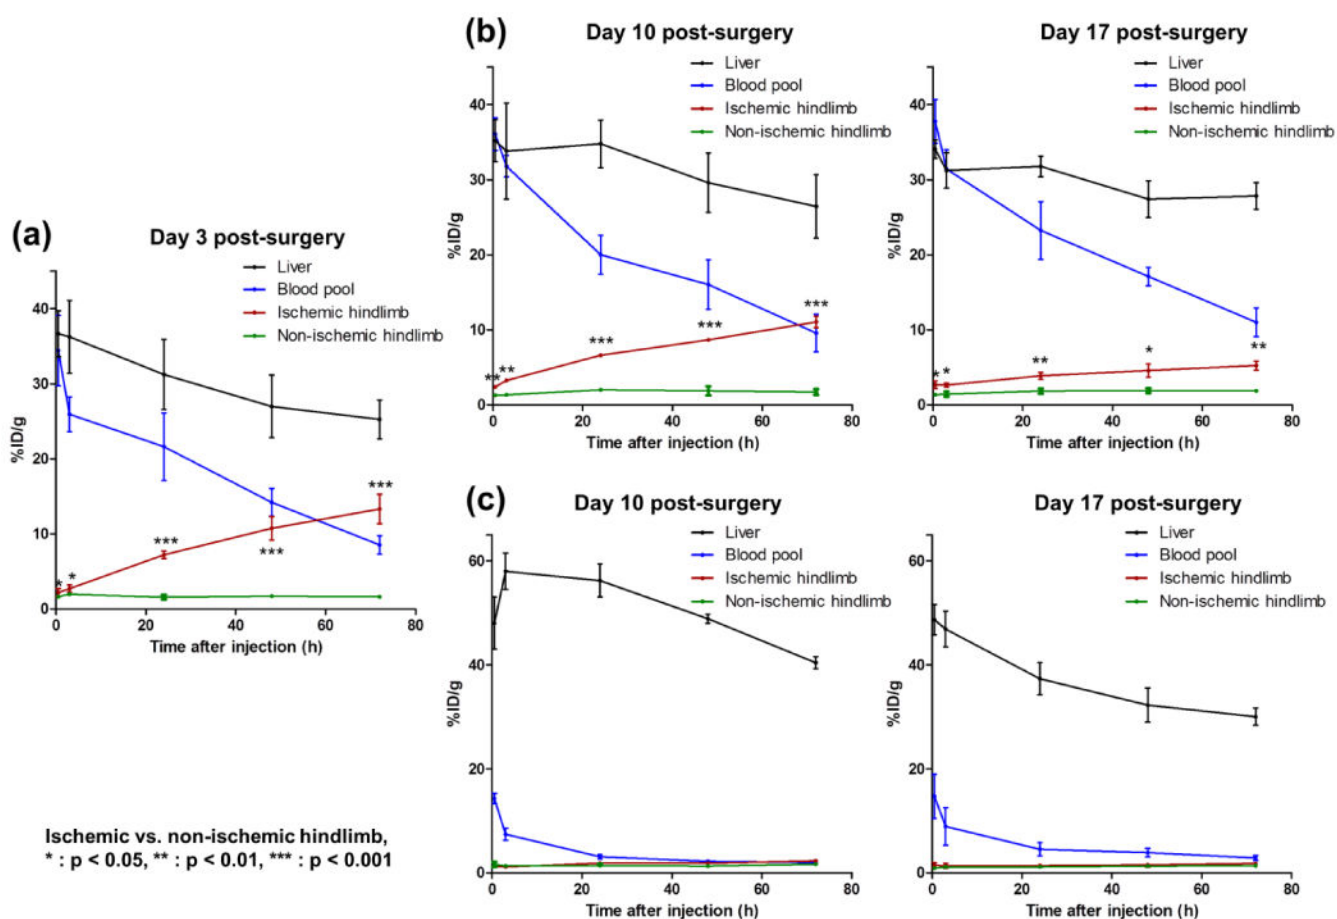 (a)
Day 3 post-surgery
Liver
Blood pool
Ischemic hindlimb
Non-ischemic hindlimb
%ID/g
40
30
20
10
0
*
*
***
***
***
0
20
40
60
80
Time after injection (h)
(b)
Day 10 post-surgery
Liver
Blood pool
Ischemic hindlimb
Non-ischemic hindlimb
%ID/g
40
30
20
10
0
**
**
***
***
***
0
20
40
60
80
Time after injection (h)
Day 17 post-surgery
Liver
Blood pool
Ischemic hindlimb
Non-ischemic hindlimb
%ID/g
40
30
20
10
0
*
*
**
*
**
0
20
40
60
80
Time after injection (h)
(c)
Day 10 post-surgery
Liver
Blood pool
Ischemic hindlimb
Non-ischemic hindlimb
%ID/g
60
40
20
0
0
20
40
60
80
Time after injection (h)
Day 17 post-surgery
Liver
Blood pool
Ischemic hindlimb
Non-ischemic hindlimb
%ID/g
60
40
20
0
0
20
40
60
80
Time after injection (h)
Ischemic vs. non-ischemic hindlimb,
* : p < 0.05, ** : p < 0.01, *** : p < 0.001